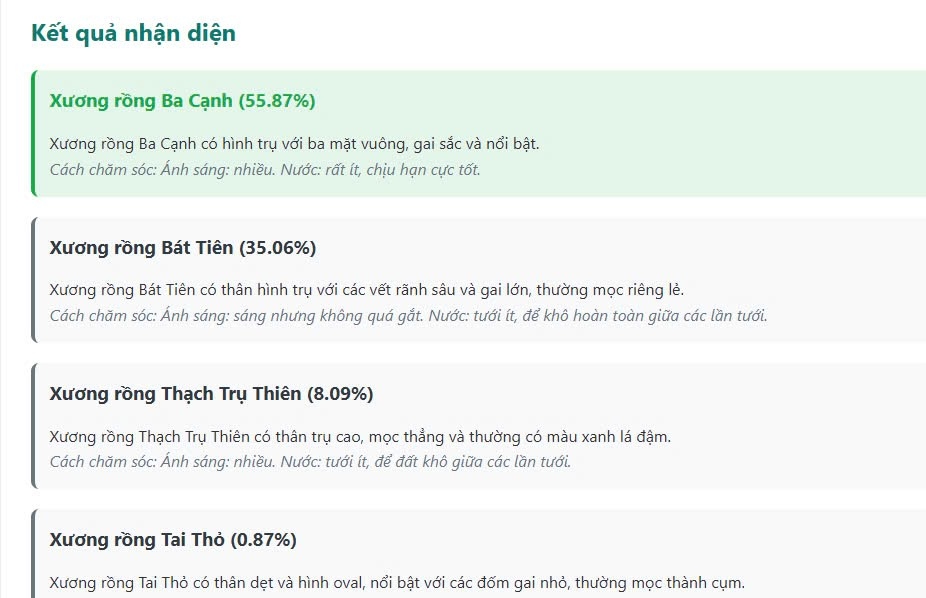 Kết quả nhận diện
Xương rồng Ba Cạnh (55.87%)
Xương rồng Ba Cạnh có hình trụ với ba mặt vuông, gai sắc và nổi bật.
Cách chăm sóc: Ánh sáng: nhiều. Nước: rất ít, chịu hạn cực tốt.
Xương rồng Bát Tiên (35.06%)
Xương rồng Bát Tiên có thân hình trụ với các vết rãnh sâu và gai lớn, thường mọc riêng lẻ.
Cách chăm sóc: Ánh sáng: sáng nhưng không quá gắt. Nước: tưới ít, để khô hoàn toàn giữa các lần tưới.
Xương rồng Thạch Trụ Thiên (8.09%)
Xương rồng Thạch Trụ Thiên có thân trụ cao, mọc thẳng và thường có màu xanh lá đậm.
Cách chăm sóc: Ánh sáng: nhiều. Nước: tưới ít, để đất khô giữa các lần tưới.
Xương rồng Tai Thỏ (0.87%)
Xương rồng Tai Thỏ có thân dẹt và hình oval, nổi bật với các đốm gai nhỏ, thường mọc thành cụm.